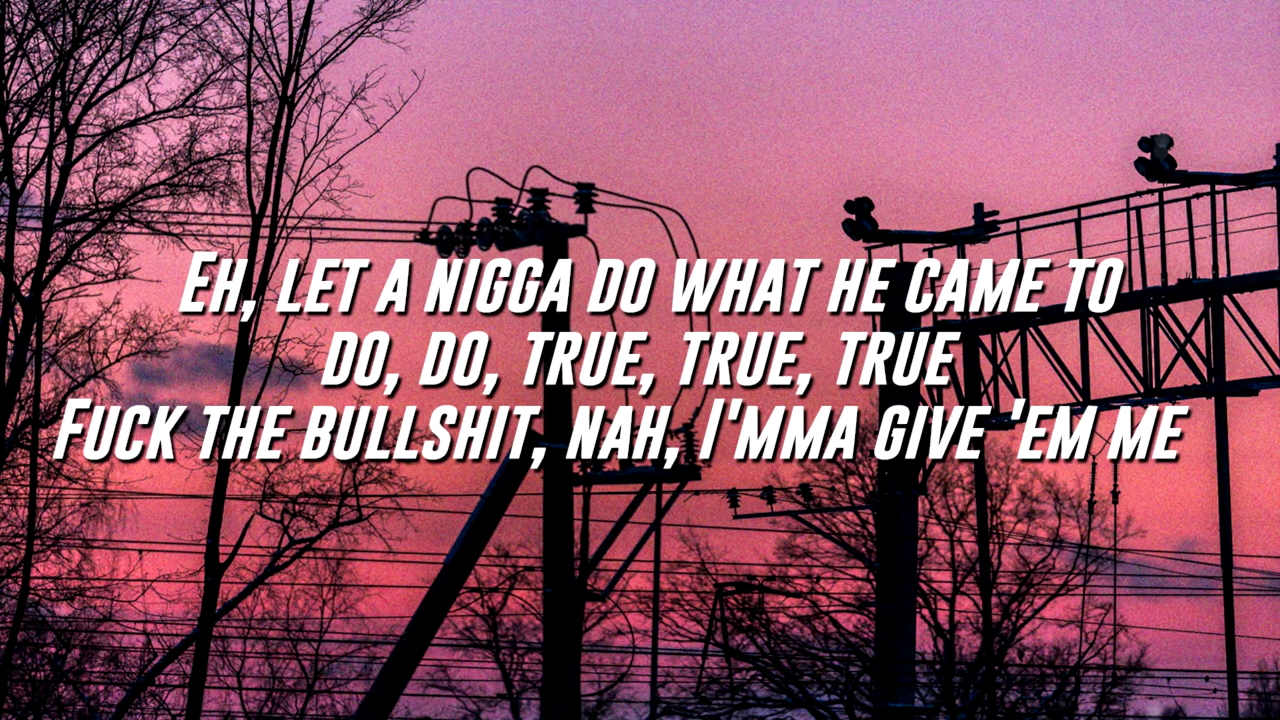 Eh, let a nigga do what he came to
do, do, true, true, true
Fuck the bullshit, nah, I'mma give 'em me